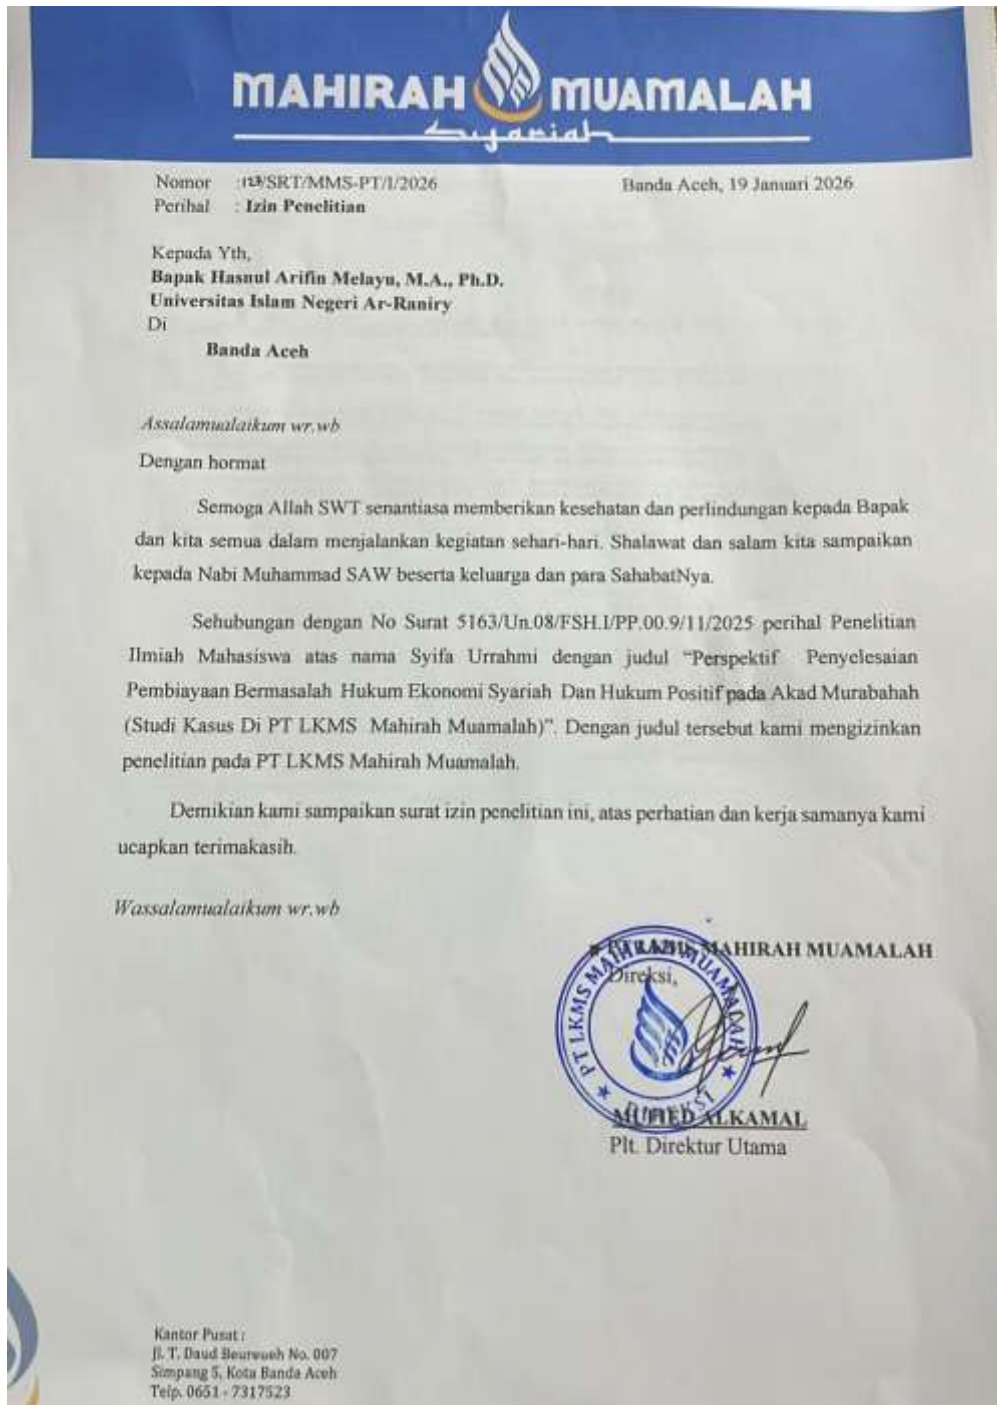 MAHIRAH MUAMALAH
Syariah
Nomor : /SRT/MMS-PT/I/2026
Banda Aceh, 19 Januari 2026
Perihal : Izin Penelitian
Kepada Yth,
Bapak Hasnul Arifin Melayu, M.A., Ph.D.
Universitas Islam Negeri Ar-Raniry
Di
Banda Aceh
Assalamualaikum wr.wb
Dengan hormat
Semoga Allah SWT senantiasa memberikan kesehatan dan perlindungan kepada Bapak
dan kita semua dalam menjalankan kegiatan sehari-hari. Shalawat dan salam kita sampaikan
kepada Nabi Muhammad SAW beserta keluarga dan para SahabatNya.
Sehubungan dengan No Surat 5163/Un.08/FSH.I/PP.00.9/11/2025 perihal Penelitian
Ilmiah Mahasiswa atas nama Syifa Urrahmi dengan judul “Perspektif Penyelesaian
Pembiayaan Bermasalah Hukum Ekonomi Syariah Dan Hukum Positif pada Akad Murabahah
(Studi Kasus Di PT LKMS Mahirah Muamalah)”. Dengan judul tersebut kami mengizinkan
penelitian pada PT LKMS Mahirah Muamalah.
Demikian kami sampaikan surat izin penelitian ini, atas perhatian dan kerja samanya kami
ucapkan terimakasih.
Wassalamualaikum wr.wb
MAHIRAH MUAMALAH
Direksi,
PT LKMS MAHIRAH MUAMALAH
DIREKSI
MUFIED ALKAMAL
Plt. Direktur Utama
Kantor Pusat :
Jl. T. Daud Beureueh No. 007
Simpang 5, Kota Banda Aceh
Telp. 0651 - 7317523